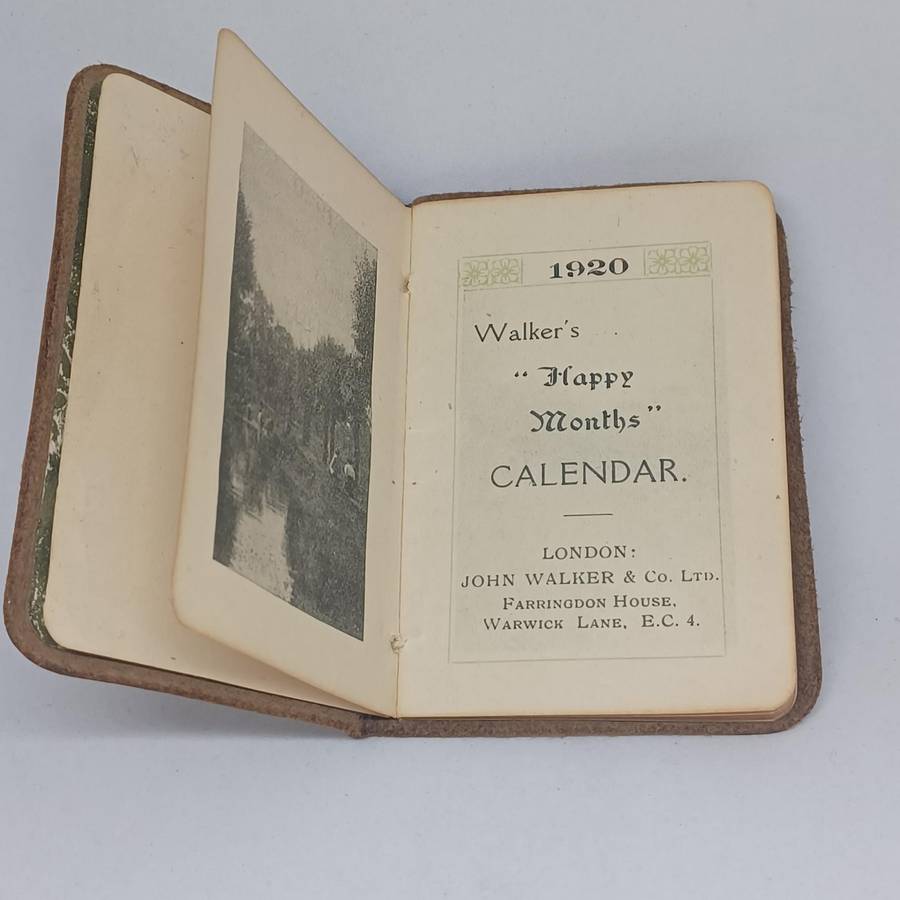 1920
Walker's
"Happy
Months"
CALENDAR.
LONDON:
JOHN WALKER & Co. LTD.
FARRINGDON HOUSE,
WARWICK LANE, E.C. 4.